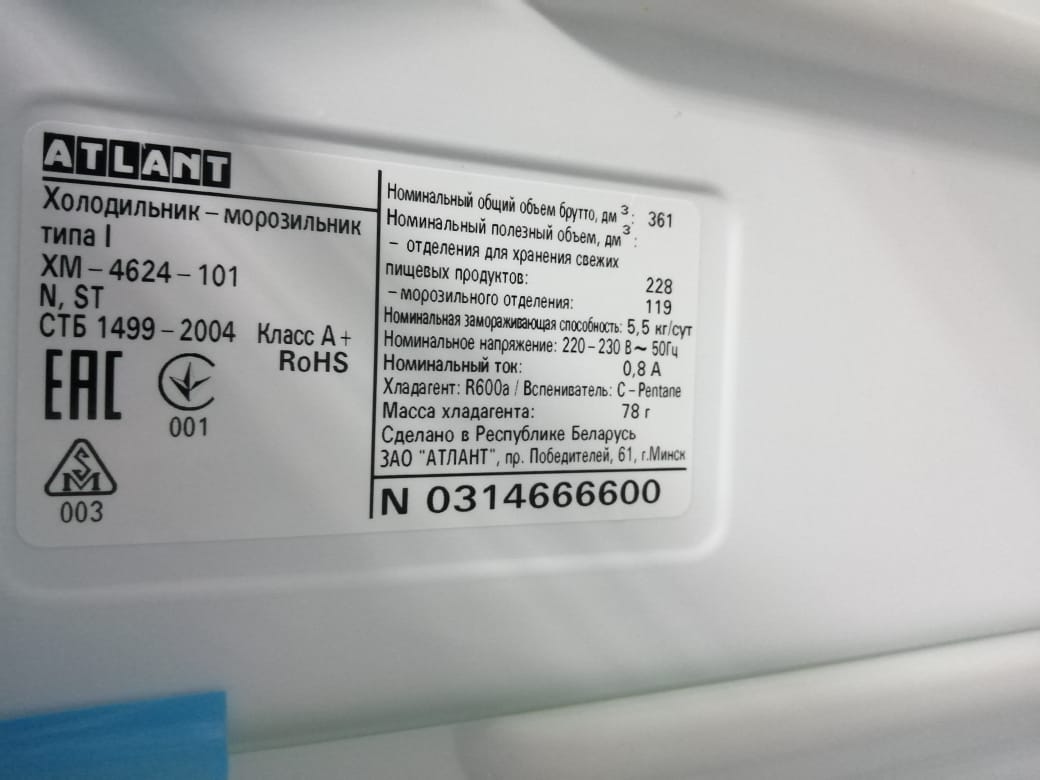 ATLANT
Холодильник – морозильник
типа I
ХМ – 4624 – 101
N, ST
СТБ 1499 – 2004 Класс А+
RoHS
EAC
001
003
Номинальный общий объем брутто, дм³: 361
Номинальный полезный объем, дм³:
– отделения для хранения свежих
пищевых продуктов: 228
– морозильного отделения: 119
Номинальная замораживающая способность: 5,5 кг/сут
Номинальное напряжение: 220 – 230 В ~ 50Гц
Номинальный ток: 0,8 А
Хладагент: R600a / Вспениватель: C – Pentane
Масса хладагента: 78 г
Сделано в Республике Беларусь
ЗАО "АТЛАНТ", пр. Победителей, 61, г.Минск
N 0314666600